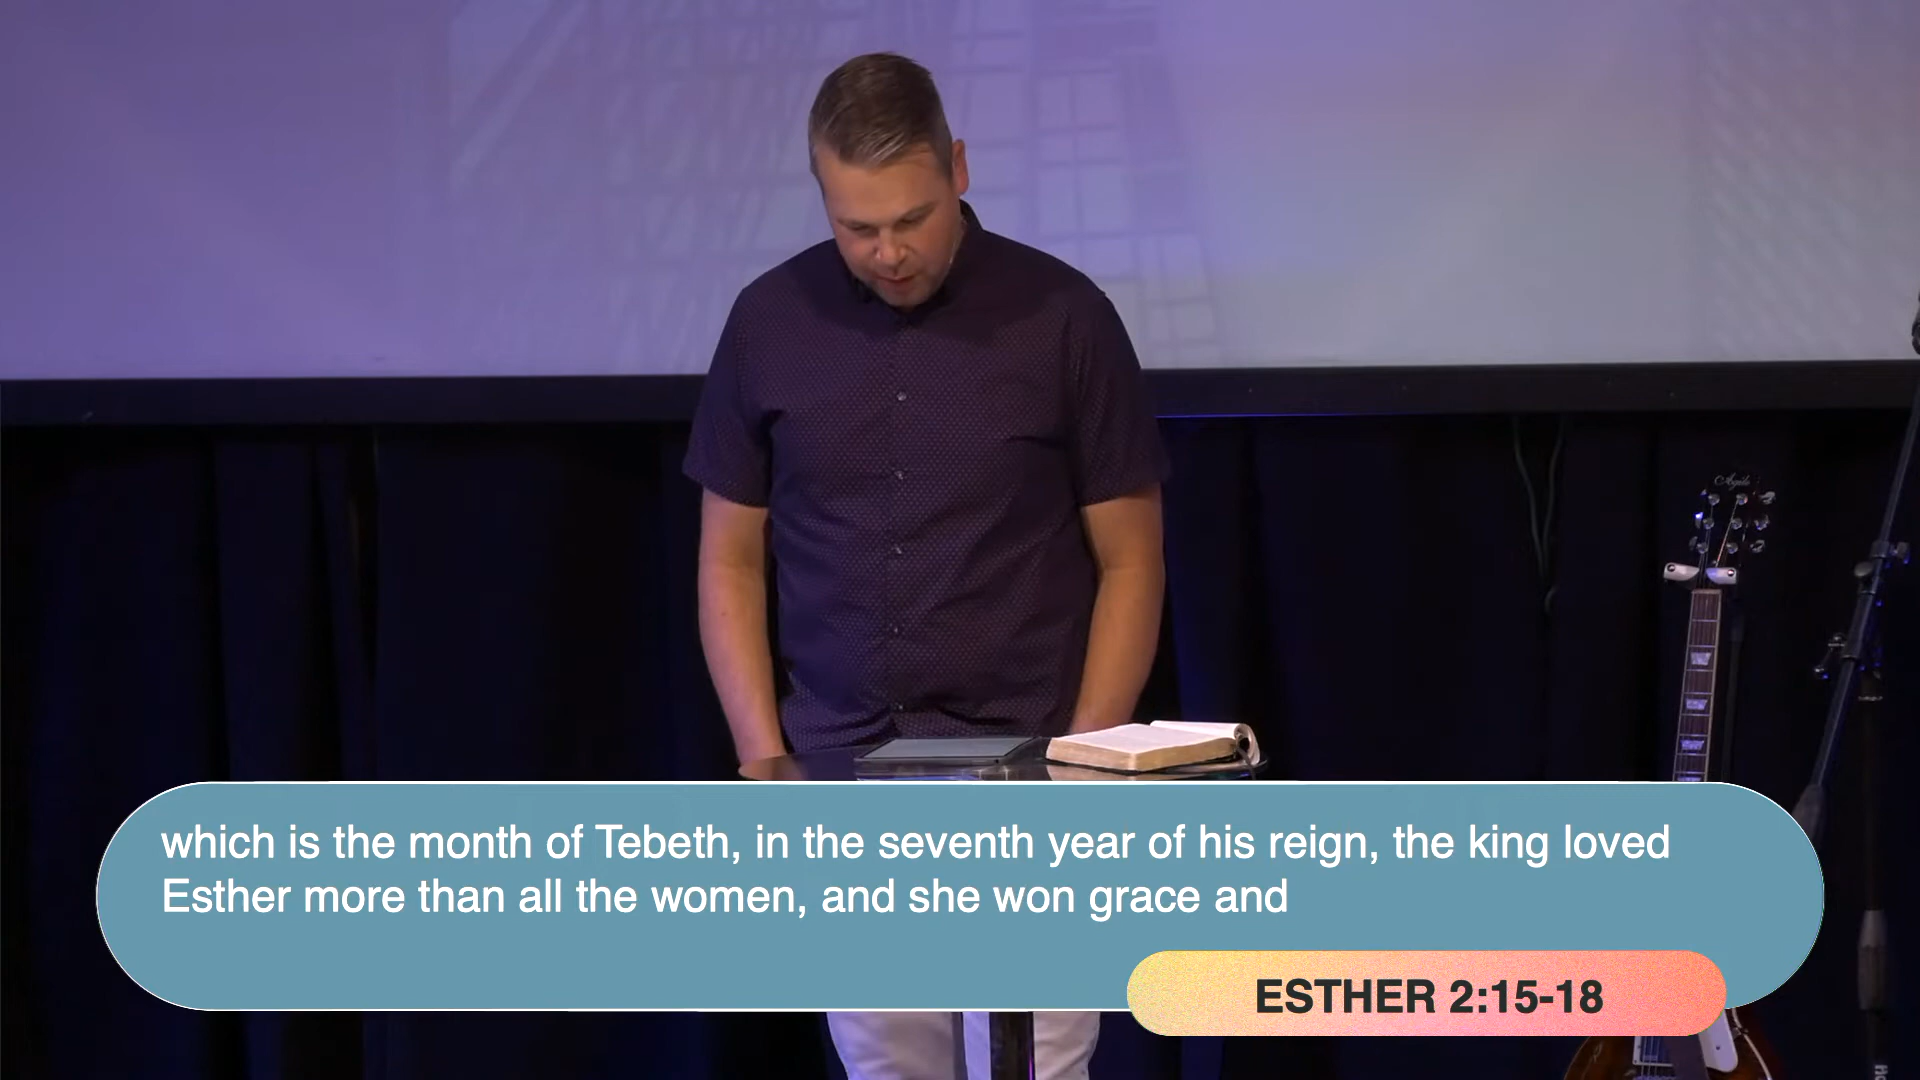 Agile
which is the month of Tebeth, in the seventh year of his reign, the king loved
Esther more than all the women, and she won grace and
ESTHER 2:15-18